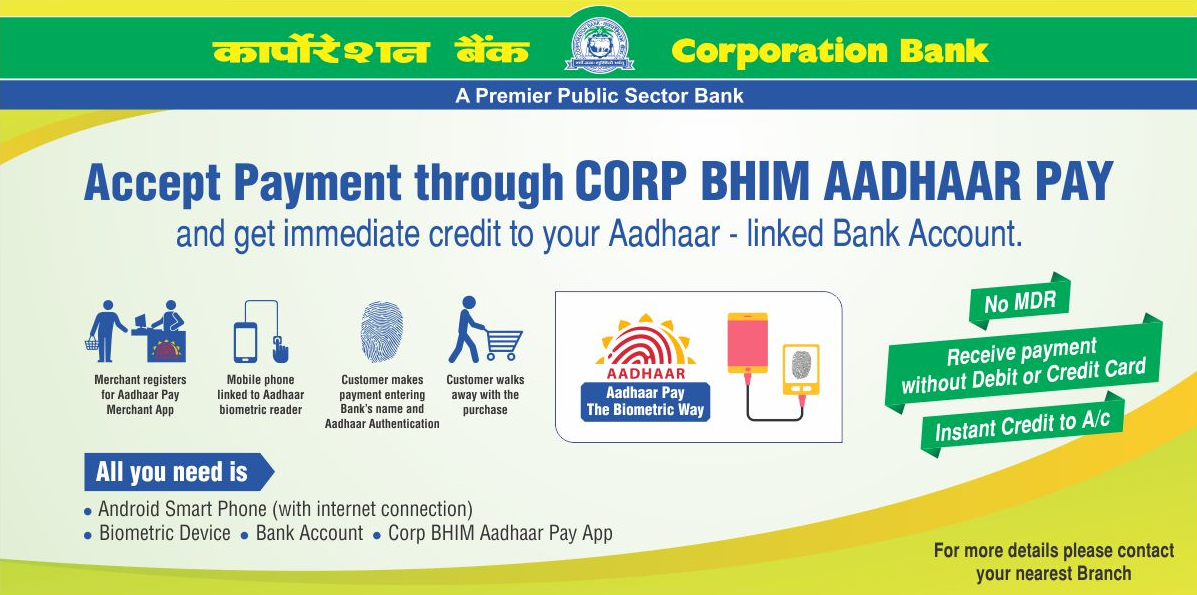 कार्पोरेशन बैंक
Corporation Bank
A Premier Public Sector Bank
Accept Payment through CORP BHIM AADHAAR PAY
and get immediate credit to your Aadhaar - linked Bank Account.
Merchant registers
for Aadhaar Pay
Merchant App
Mobile phone
linked to Aadhaar
biometric reader
Customer makes
payment entering
Bank's name and
Aadhaar Authentication
Customer walks
away with the
purchase
AADHAAR
Aadhaar Pay
The Biometric Way
No MDR
Receive payment
without Debit or Credit Card
Instant Credit to A/c
All you need is
• Android Smart Phone (with internet connection)
• Biometric Device • Bank Account • Corp BHIM Aadhaar Pay App
For more details please contact
your nearest Branch